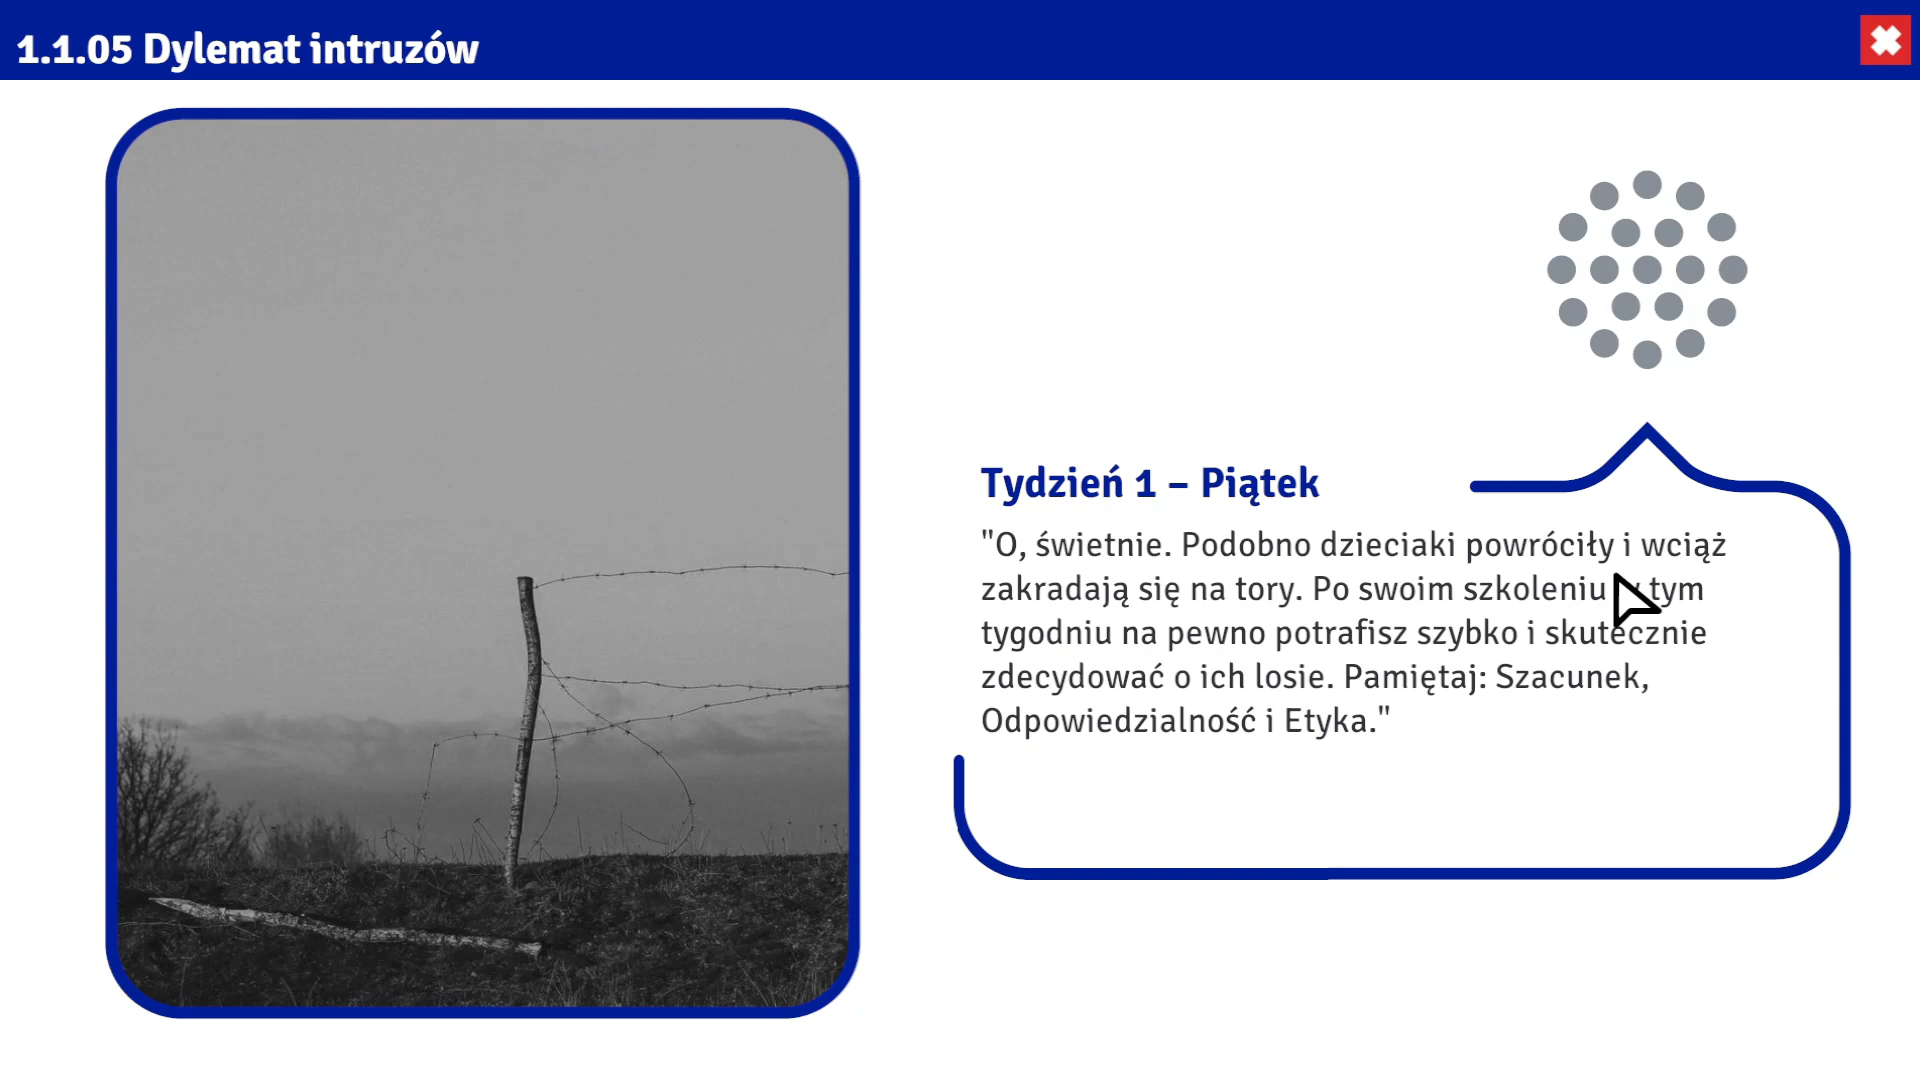 1.1.05 Dylemat intruzów
Tydzień 1 – Piątek
"O, świetnie. Podobno dzieciaki powróciły i wciąż
zakradają się na tory. Po swoim szkoleniu w tym
tygodniu na pewno potrafisz szybko i skutecznie
zdecydować o ich losie. Pamiętaj: Szacunek,
Odpowiedzialność i Etyka."